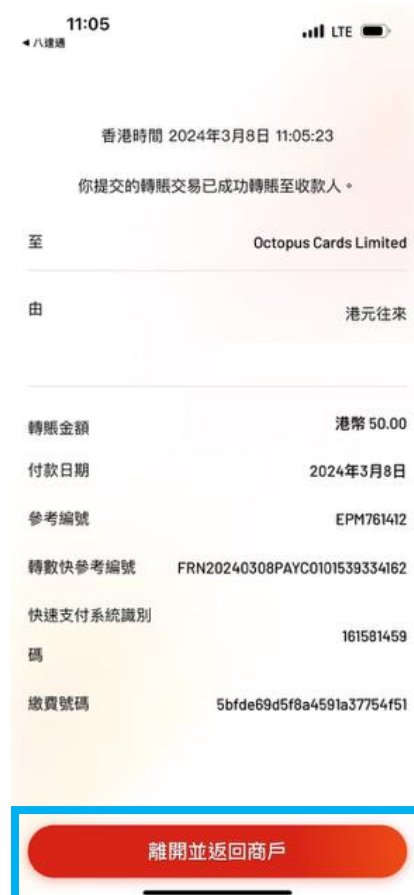 11:05
LTE
◀ 八達通
香港時間 2024年3月8日 11:05:23
你提交的轉賬交易已成功轉賬至收款人。
至 Octopus Cards Limited
由 港元往來
轉賬金額 港幣 50.00
付款日期 2024年3月8日
參考編號 EPM761412
轉數快參考編號 FRN20240308PAYC0101539334162
快速支付系統識別
碼 161581459
繳費號碼 5bfde69d5f8a4591a37754f51
離開並返回商戶